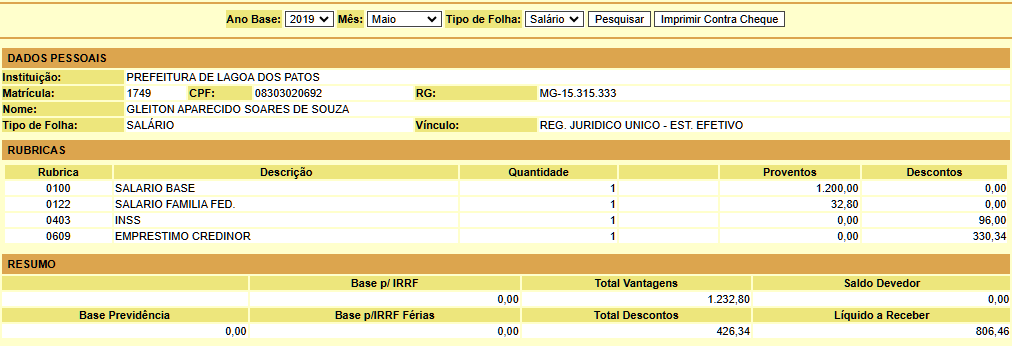 Ano Base: 2019 Mês: Maio Tipo de Folha: Salário Pesquisar Imprimir Contra Cheque
DADOS PESSOAIS
Instituição: PREFEITURA DE LAGOA DOS PATOS
Matrícula: 1749 CPF: 08303020692 RG: MG-15.315.333
Nome: GLEITON APARECIDO SOARES DE SOUZA
Tipo de Folha: SALÁRIO Vínculo: REG. JURIDICO UNICO - EST. EFETIVO
RUBRICAS
Rubrica Descrição Quantidade Proventos Descontos
0100 SALARIO BASE 1 1.200,00 0,00
0122 SALARIO FAMILIA FED. 1 32,80 0,00
0403 INSS 1 0,00 96,00
0609 EMPRESTIMO CREDINOR 1 0,00 330,34
RESUMO
Base p/ IRRF Total Vantagens Saldo Devedor
0,00 1.232,80 0,00
Base Previdência Base p/IRRF Férias Total Descontos Líquido a Receber
0,00 0,00 426,34 806,46